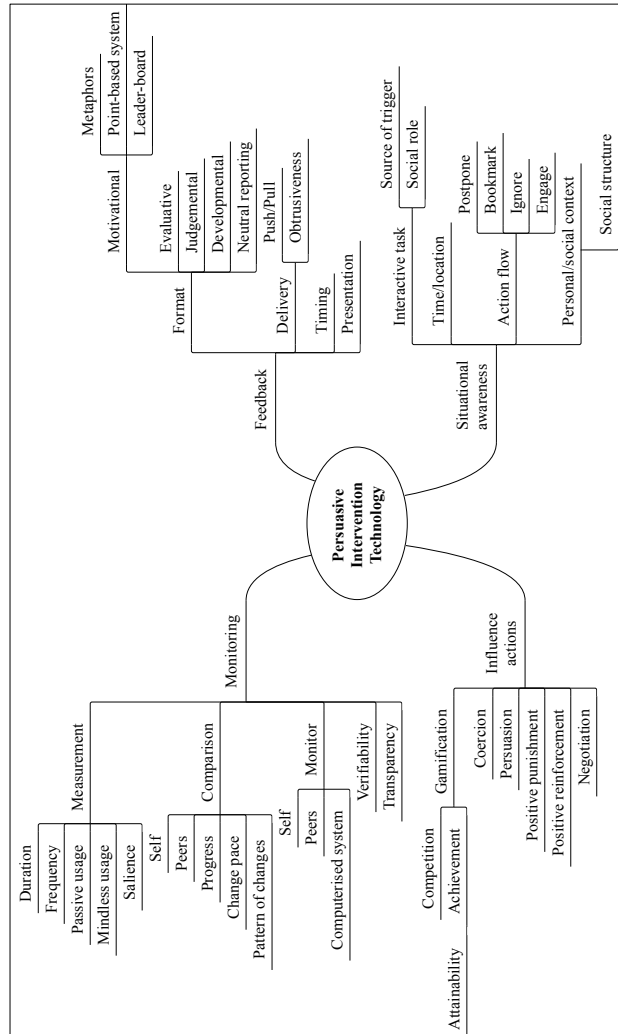 Persuasive
Intervention
Technology
Monitoring
Measurement
Duration
Frequency
Passive usage
Mindless usage
Salience
Comparison
Self
Peers
Progress
Change pace
Pattern of changes
Monitor
Self
Peers
Computerised system
Verifiability
Transparency
Influence
actions
Gamification
Competition
Achievement
Attainability
Coercion
Persuasion
Positive punishment
Positive reinforcement
Negotiation
Feedback
Format
Motivational
Metaphors
Point-based system
Leader-board
Evaluative
Judgemental
Developmental
Neutral reporting
Delivery
Push/Pull
Obtrusiveness
Timing
Presentation
Situational
awareness
Interactive task
Source of trigger
Social role
Time/location
Action flow
Postpone
Bookmark
Ignore
Engage
Personal/social context
Social structure